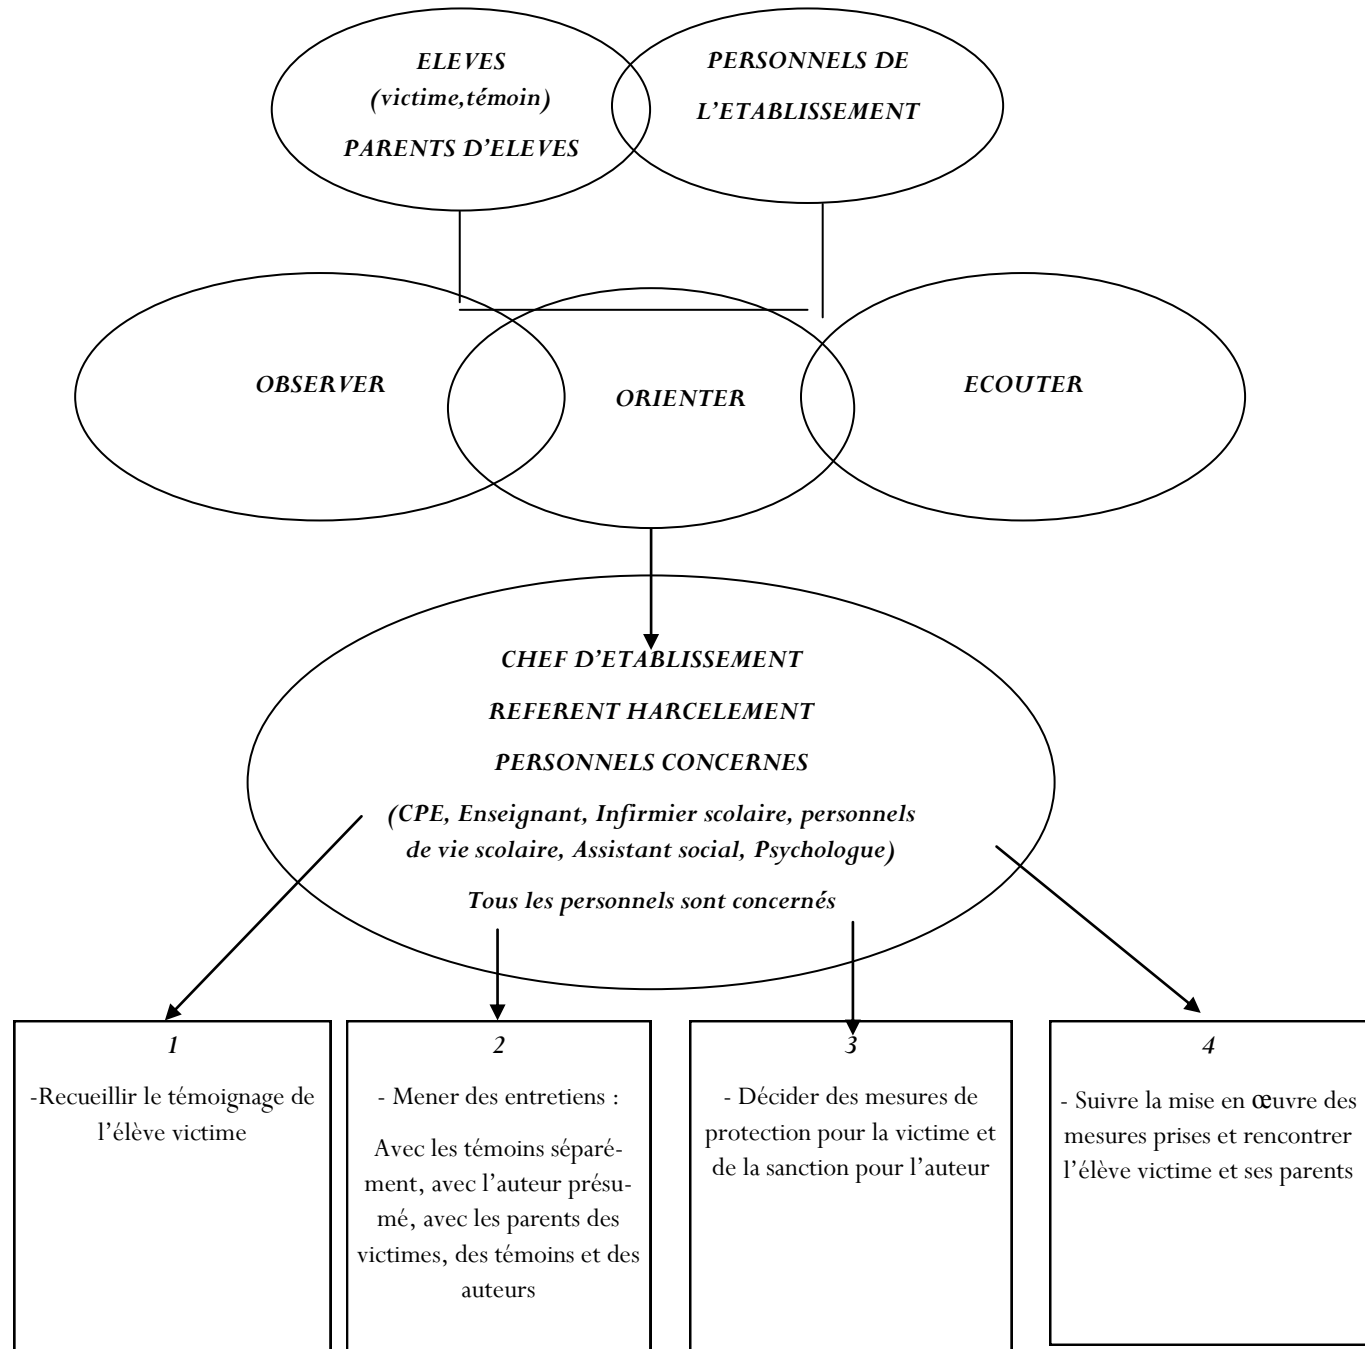 ELEVES
(victime,témoin)
PARENTS D’ELEVES
PERSONNELS DE
L’ETABLISSEMENT
OBSERVER
ORIENTER
ECOUTER
CHEF D’ETABLISSEMENT
REFERENT HARCELEMENT
PERSONNELS CONCERNES
(CPE, Enseignant, Infirmier scolaire, personnels
de vie scolaire, Assistant social, Psychologue)
Tous les personnels sont concernés
1
-Recueillir le témoignage de
l’élève victime
2
- Mener des entretiens :
Avec les témoins séparé-
ment, avec l’auteur présu-
mé, avec les parents des
victimes, des témoins et des
auteurs
3
- Décider des mesures de
protection pour la victime et
de la sanction pour l’auteur
4
- Suivre la mise en œuvre des
mesures prises et rencontrer
l’élève victime et ses parents